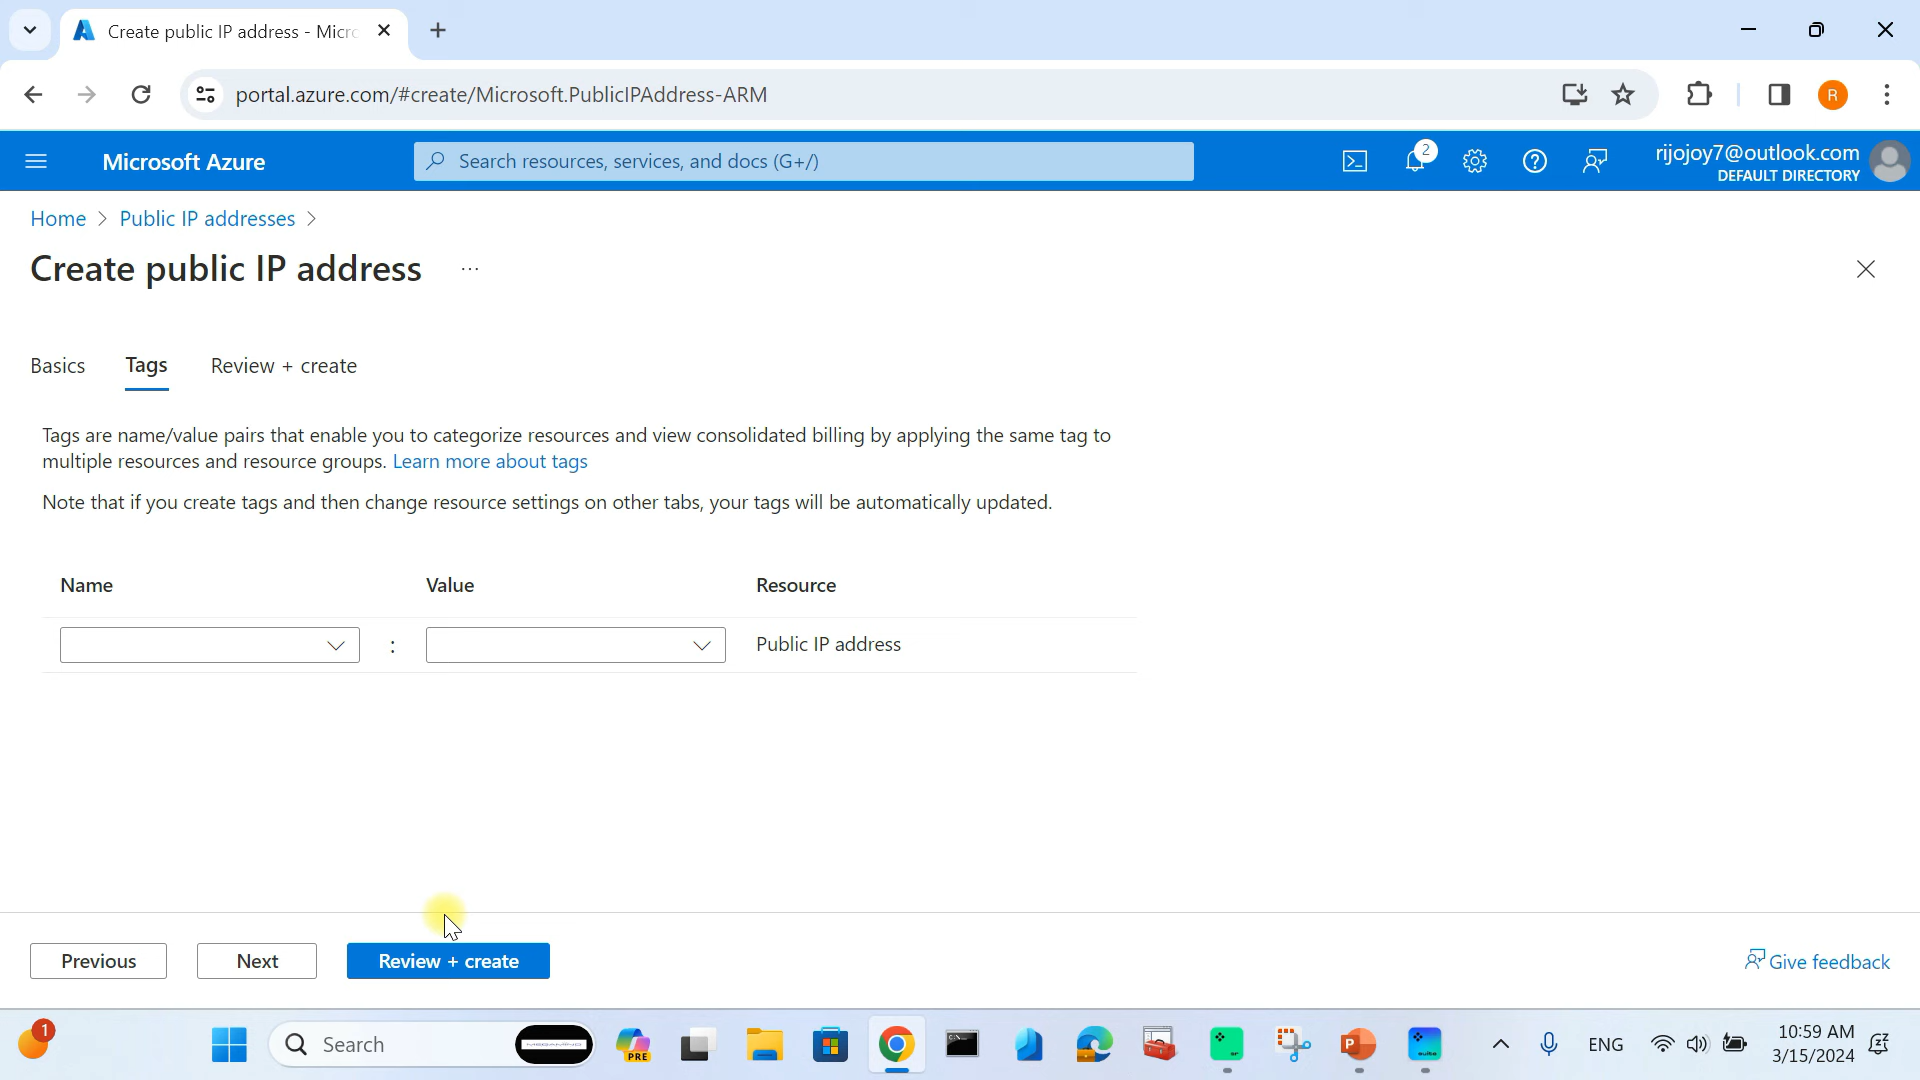 Create public IP address - Micro
portal.azure.com/#create/Microsoft.PublicIPAddress-ARM
R
Microsoft Azure
Search resources, services, and docs (G+/)
2
rijojoy7@outlook.com
DEFAULT DIRECTORY
Home > Public IP addresses >
Create public IP address ...
Basics
Tags
Review + create
Tags are name/value pairs that enable you to categorize resources and view consolidated billing by applying the same tag to
multiple resources and resource groups. Learn more about tags
Note that if you create tags and then change resource settings on other tabs, your tags will be automatically updated.
Name
Value
Resource
:
Public IP address
Previous
Next
Review + create
Give feedback
1
Search
PRE
ENG
10:59 AM
3/15/2024